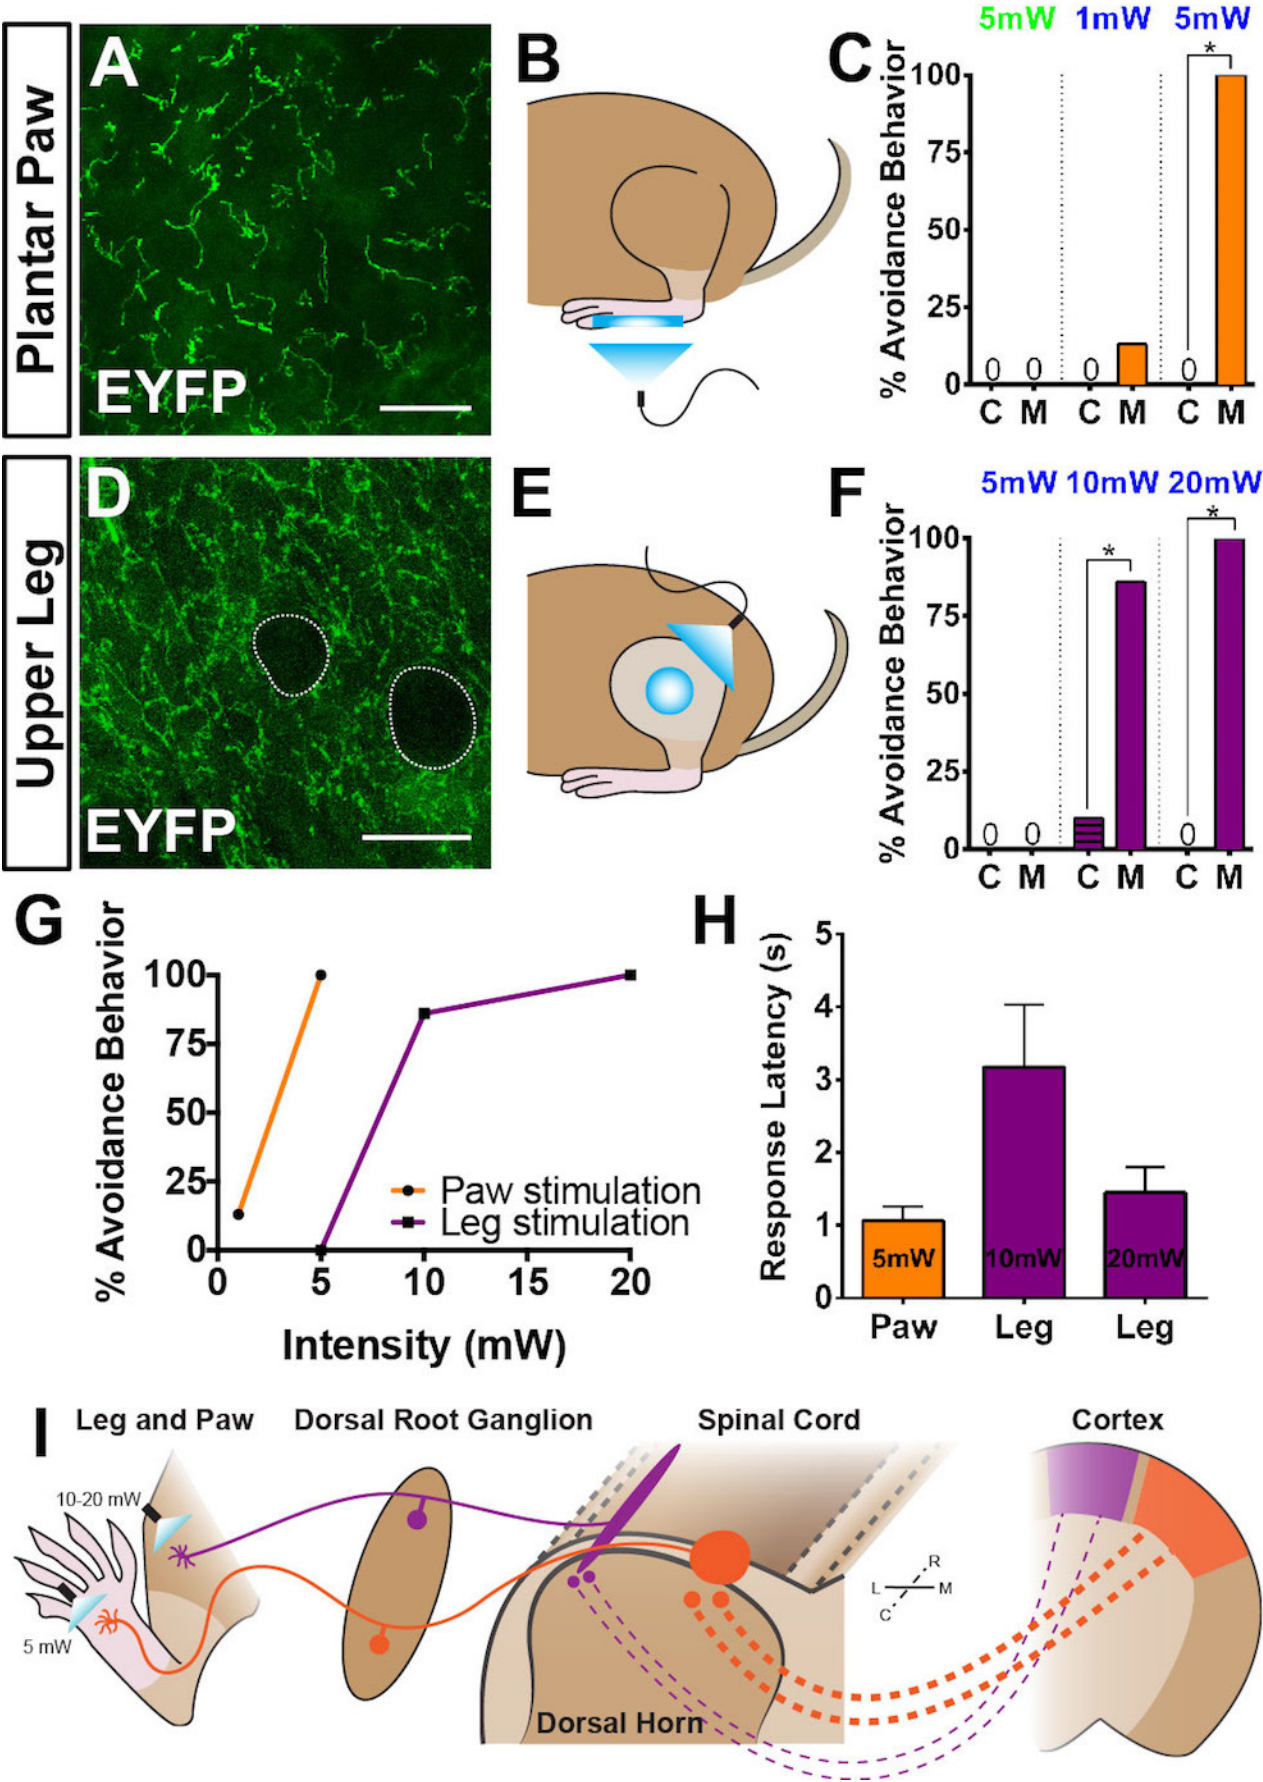 Plantar Paw
A
EYFP
B
C
5mW 1mW 5mW
% Avoidance Behavior
100
75
50
25
0
*
0 0 0 0
C M C M C M
Upper Leg
D
EYFP
E
F
5mW 10mW 20mW
% Avoidance Behavior
100
75
50
25
0
* *
0 0 0
C M C M C M
G
% Avoidance Behavior
100
75
50
25
0
0 5 10 15 20
Intensity (mW)
Paw stimulation
Leg stimulation
H
Response Latency (s)
5
4
3
2
1
0
5mW 10mW 20mW
Paw Leg Leg
I
Leg and Paw Dorsal Root Ganglion Spinal Cord Cortex
10-20 mW
5 mW
Dorsal Horn
R
L M
C